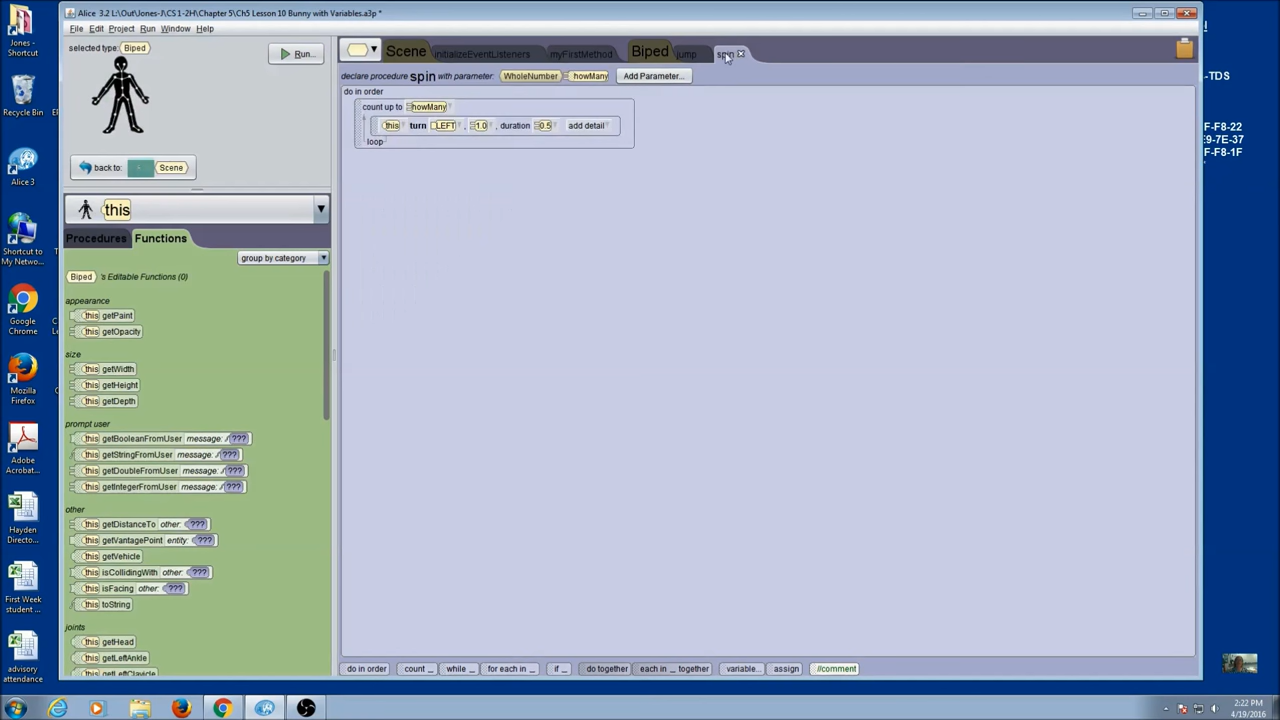 Alice 3.2 L:\Out\Jones-J\CS 1-2H\Chapter 5\Ch5 Lesson 10 Bunny with Variables.a3p *
File Edit Project Run Window Help
selected type: Biped
Run...
back to: Scene
this
Procedures Functions
group by category
Biped 's Editable Functions (0)
appearance
this getPaint
this getOpacity
size
this getWidth
this getHeight
this getDepth
prompt user
this getBooleanFromUser message: ???
this getStringFromUser message: ???
this getDoubleFromUser message: ???
this getIntegerFromUser message: ???
other
this getDistanceTo other: ???
this getVantagePoint entity: ???
this getVehicle
this isCollidingWith other: ???
this isFacing other: ???
this toString
joints
this getHead
this getLeftAnkle
this getLeftClavicle
Scene initializeEventListeners myFirstMethod Biped jump spin
declare procedure spin with parameter: WholeNumber howMany Add Parameter...
do in order
count up to howMany
this turn LEFT , 1.0 , duration 0.5 add detail
loop
do in order count _ while _ for each in _ if _ do together each in _ together variable... assign //comment
Jones -
Shortcut
Recycle Bin
Alice 3
Shortcut to
My Netwo...
Google
Chrome
Mozilla
Firefox
Adobe
Acrobat...
Hayden
Directo...
First Week
student ...
advisory
attendance
-TDS
F-F8-22
E9-7E-37
-F8-1F
2:22 PM
4/19/2016